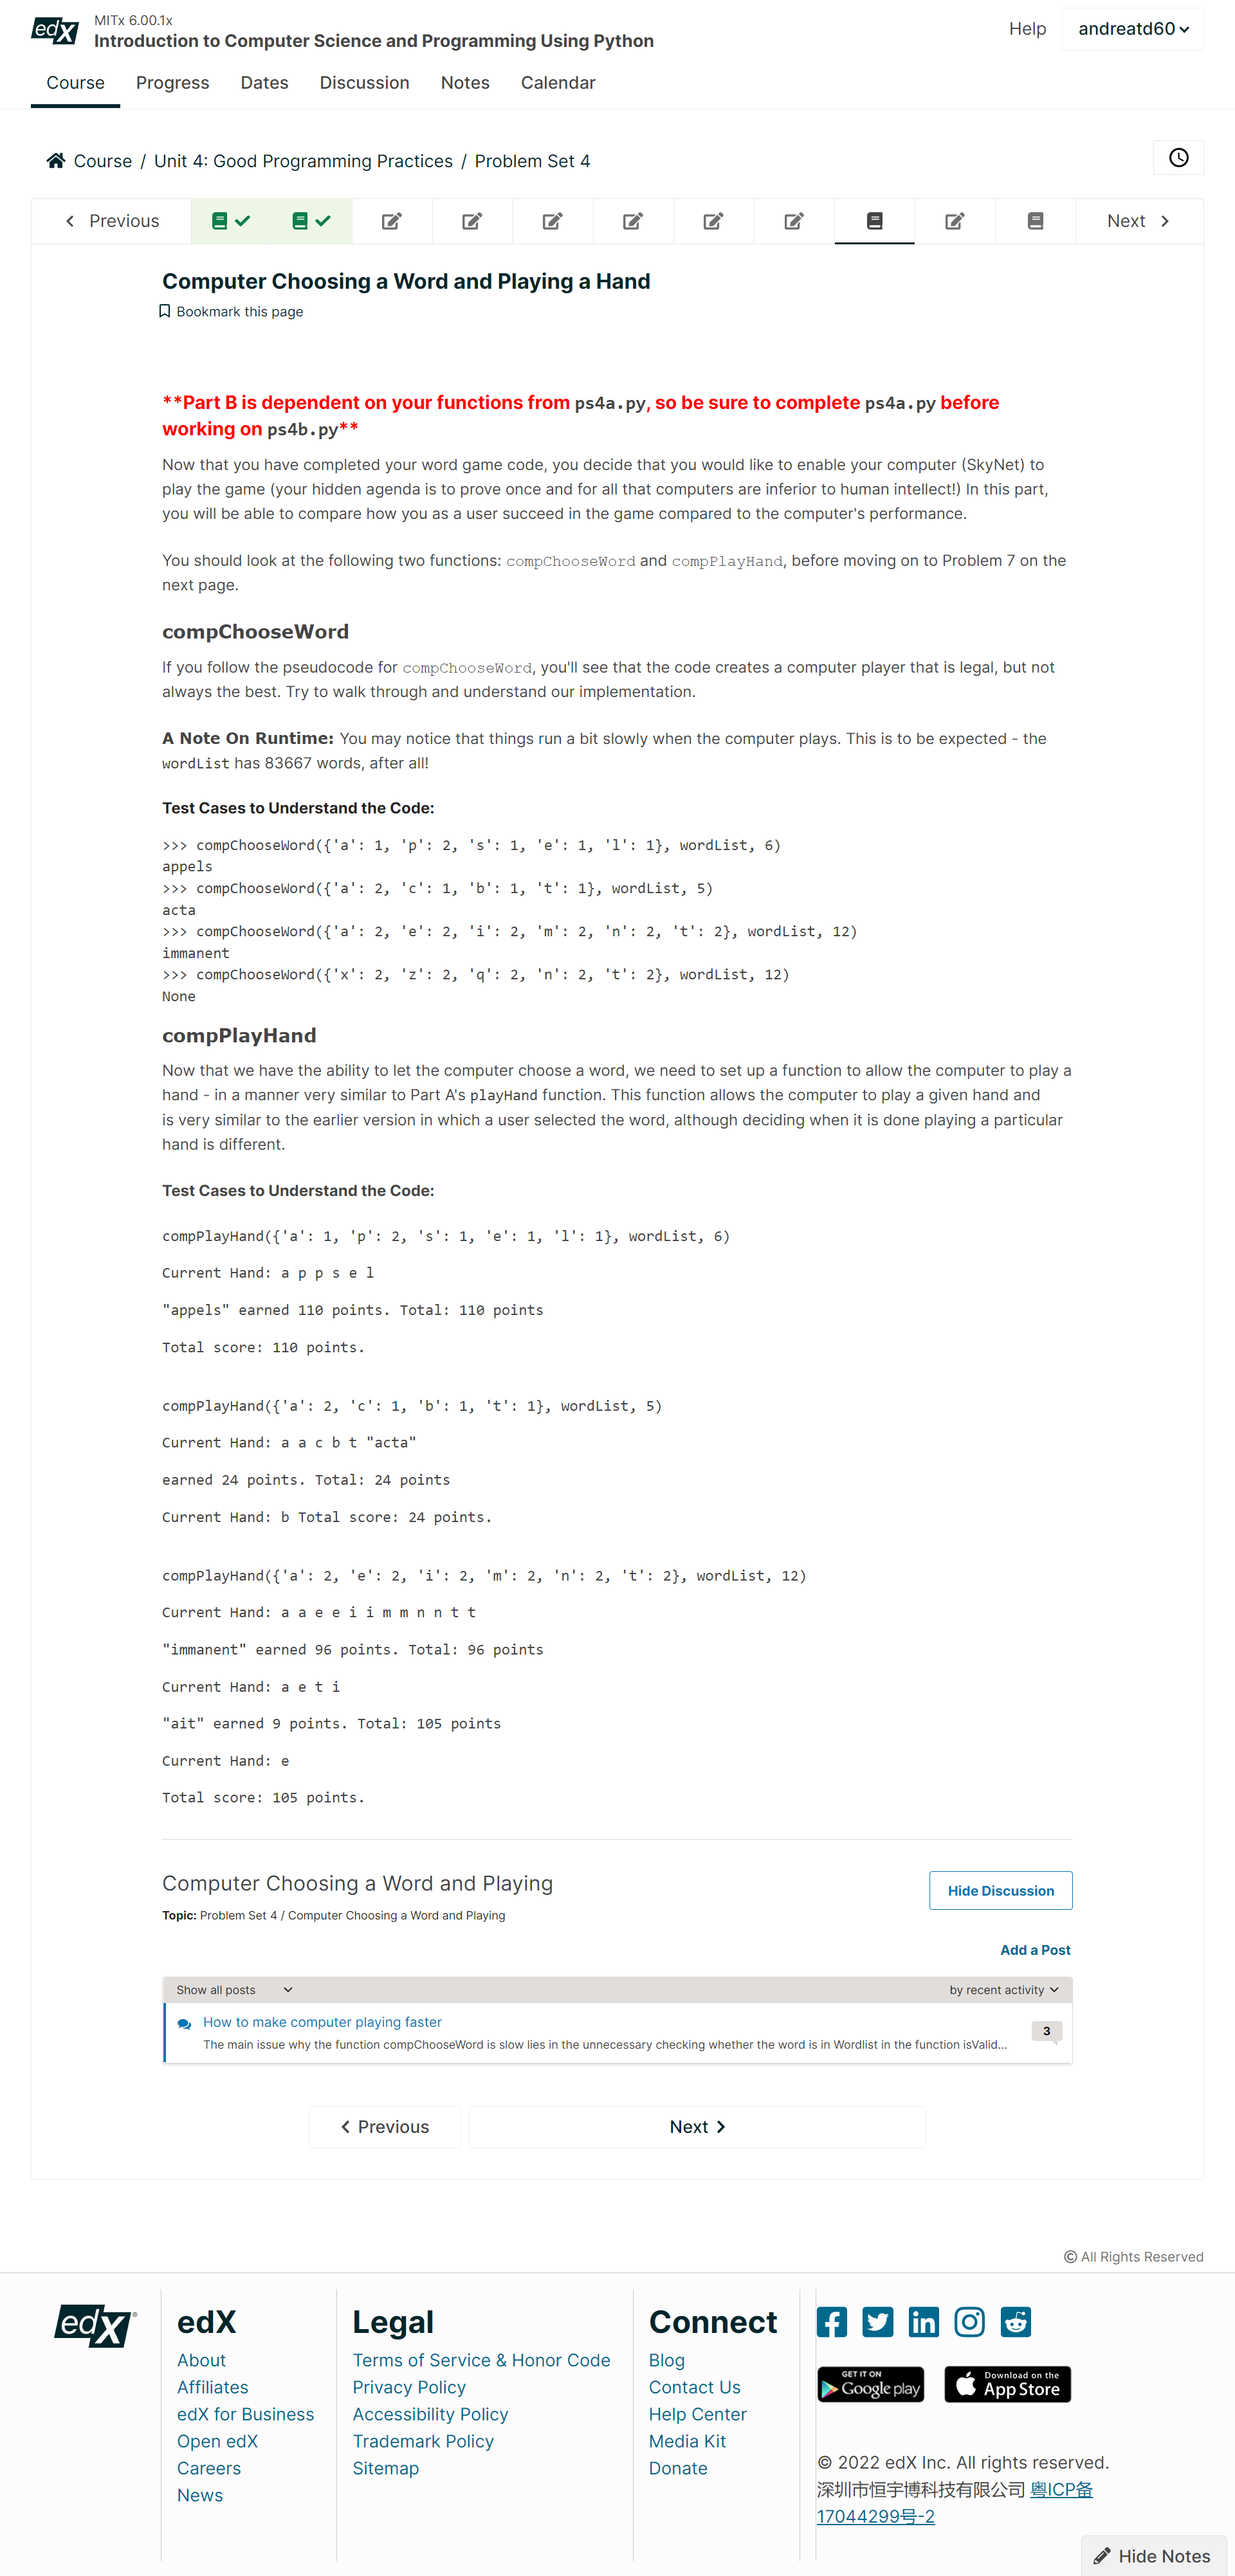 edX
MITx 6.00.1x
Introduction to Computer Science and Programming Using Python
Help
andreatd60
Course Progress Dates Discussion Notes Calendar
Course / Unit 4: Good Programming Practices / Problem Set 4
Previous
Next
Computer Choosing a Word and Playing a Hand
Bookmark this page
**Part B is dependent on your functions from ps4a.py, so be sure to complete ps4a.py before
working on ps4b.py**
Now that you have completed your word game code, you decide that you would like to enable your computer (SkyNet) to
play the game (your hidden agenda is to prove once and for all that computers are inferior to human intellect!) In this part,
you will be able to compare how you as a user succeed in the game compared to the computer's performance.
You should look at the following two functions: compChooseWord and compPlayHand, before moving on to Problem 7 on the
next page.
compChooseWord
If you follow the pseudocode for compChooseWord, you'll see that the code creates a computer player that is legal, but not
always the best. Try to walk through and understand our implementation.
A Note On Runtime: You may notice that things run a bit slowly when the computer plays. This is to be expected - the
wordList has 83667 words, after all!
Test Cases to Understand the Code:
>>> compChooseWord({'a': 1, 'p': 2, 's': 1, 'e': 1, 'l': 1}, wordList, 6)
appels
>>> compChooseWord({'a': 2, 'c': 1, 'b': 1, 't': 1}, wordList, 5)
acta
>>> compChooseWord({'a': 2, 'e': 2, 'i': 2, 'm': 2, 'n': 2, 't': 2}, wordList, 12)
immanent
>>> compChooseWord({'x': 2, 'z': 2, 'q': 2, 'n': 2, 't': 2}, wordList, 12)
None
compPlayHand
Now that we have the ability to let the computer choose a word, we need to set up a function to allow the computer to play a
hand - in a manner very similar to Part A's playHand function. This function allows the computer to play a given hand and
is very similar to the earlier version in which a user selected the word, although deciding when it is done playing a particular
hand is different.
Test Cases to Understand the Code:
compPlayHand({'a': 1, 'p': 2, 's': 1, 'e': 1, 'l': 1}, wordList, 6)
Current Hand: a p p s e l
"appels" earned 110 points. Total: 110 points
Total score: 110 points.
compPlayHand({'a': 2, 'c': 1, 'b': 1, 't': 1}, wordList, 5)
Current Hand: a a c b t "acta"
earned 24 points. Total: 24 points
Current Hand: b Total score: 24 points.
compPlayHand({'a': 2, 'e': 2, 'i': 2, 'm': 2, 'n': 2, 't': 2}, wordList, 12)
Current Hand: a a e e i i m m n n t t
"immanent" earned 96 points. Total: 96 points
Current Hand: a e t i
"ait" earned 9 points. Total: 105 points
Current Hand: e
Total score: 105 points.
Computer Choosing a Word and Playing
Hide Discussion
Topic: Problem Set 4 / Computer Choosing a Word and Playing
Add a Post
Show all posts
by recent activity
How to make computer playing faster
The main issue why the function compChooseWord is slow lies in the unnecessary checking whether the word is in Wordlist in the function isValid...
3
Previous
Next
© All Rights Reserved
edX®
edX
About
Affiliates
edX for Business
Open edX
Careers
News
Legal
Terms of Service & Honor Code
Privacy Policy
Accessibility Policy
Trademark Policy
Sitemap
Connect
Blog
Contact Us
Help Center
Media Kit
Donate
GET IT ON
Google play
Download on the
App Store
© 2022 edX Inc. All rights reserved.
深圳市恒宇博科技有限公司 粤ICP备
17044299号-2
Hide Notes